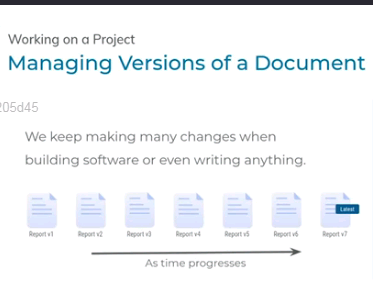 Working on a Project
Managing Versions of a Document
205d45
We keep making many changes when
building software or even writing anything.
Latest
Report v1 Report v2 Report v3 Report v4 Report v5 Report v6 Report v7
As time progresses